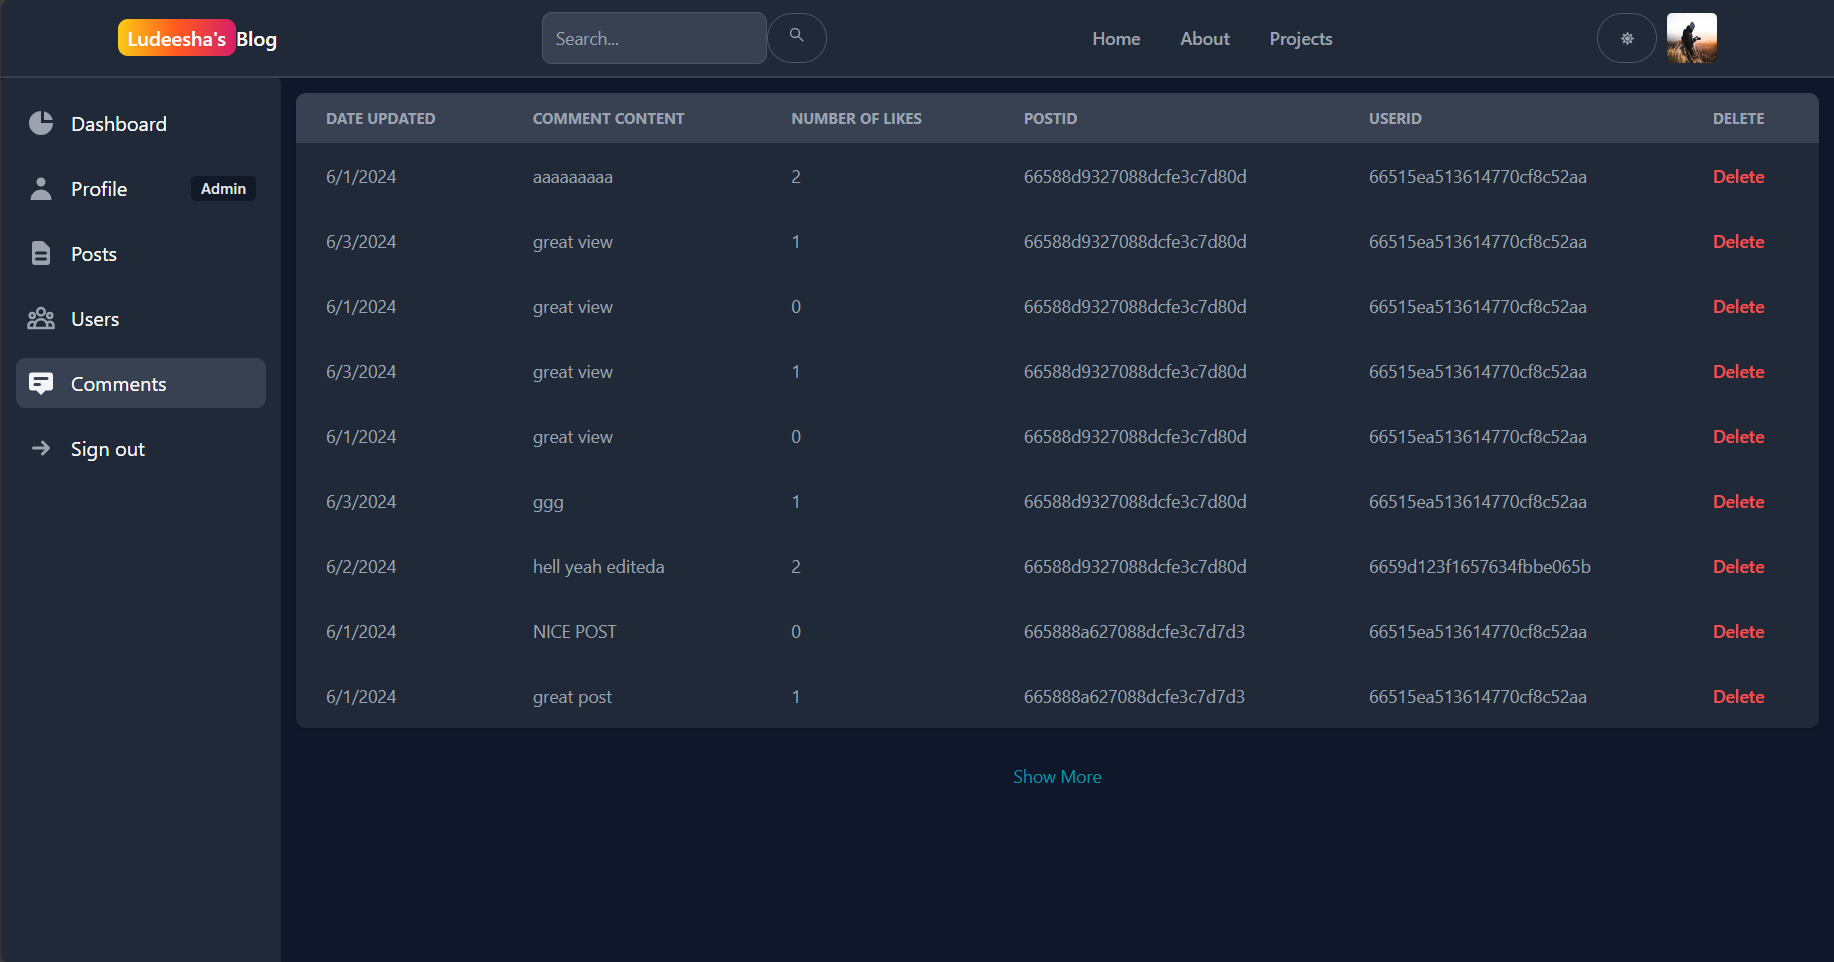 Ludeesha's Blog
Search...
Home About Projects
Dashboard
Profile Admin
Posts
Users
Comments
Sign out
DATE UPDATED COMMENT CONTENT NUMBER OF LIKES POSTID USERID DELETE
6/1/2024 aaaaaaaaa 2 66588d9327088dcfe3c7d80d 66515ea513614770cf8c52aa Delete
6/3/2024 great view 1 66588d9327088dcfe3c7d80d 66515ea513614770cf8c52aa Delete
6/1/2024 great view 0 66588d9327088dcfe3c7d80d 66515ea513614770cf8c52aa Delete
6/3/2024 great view 1 66588d9327088dcfe3c7d80d 66515ea513614770cf8c52aa Delete
6/1/2024 great view 0 66588d9327088dcfe3c7d80d 66515ea513614770cf8c52aa Delete
6/3/2024 ggg 1 66588d9327088dcfe3c7d80d 66515ea513614770cf8c52aa Delete
6/2/2024 hell yeah editeda 2 66588d9327088dcfe3c7d80d 6659d123f1657634fbbe065b Delete
6/1/2024 NICE POST 0 665888a627088dcfe3c7d7d3 66515ea513614770cf8c52aa Delete
6/1/2024 great post 1 665888a627088dcfe3c7d7d3 66515ea513614770cf8c52aa Delete
Show More